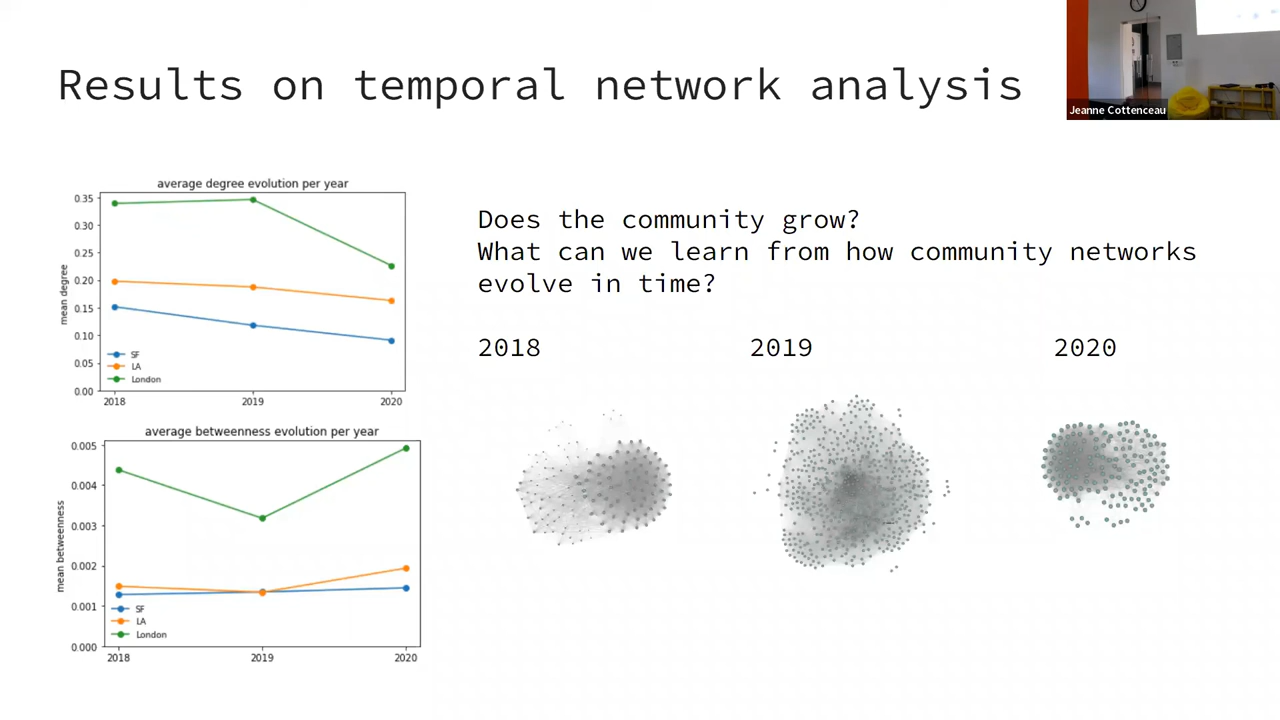 Results on temporal network analysis
Jeanne Cottenceau
average degree evolution per year
0.35
0.30
0.25
0.20
0.15
0.10
0.05
0.00
mean degree
SF
LA
London
2018 2019 2020
average betweenness evolution per year
0.005
0.004
0.003
0.002
0.001
0.000
mean betweenness
SF
LA
London
2018 2019 2020
Does the community grow?
What can we learn from how community networks
evolve in time?
2018 2019 2020